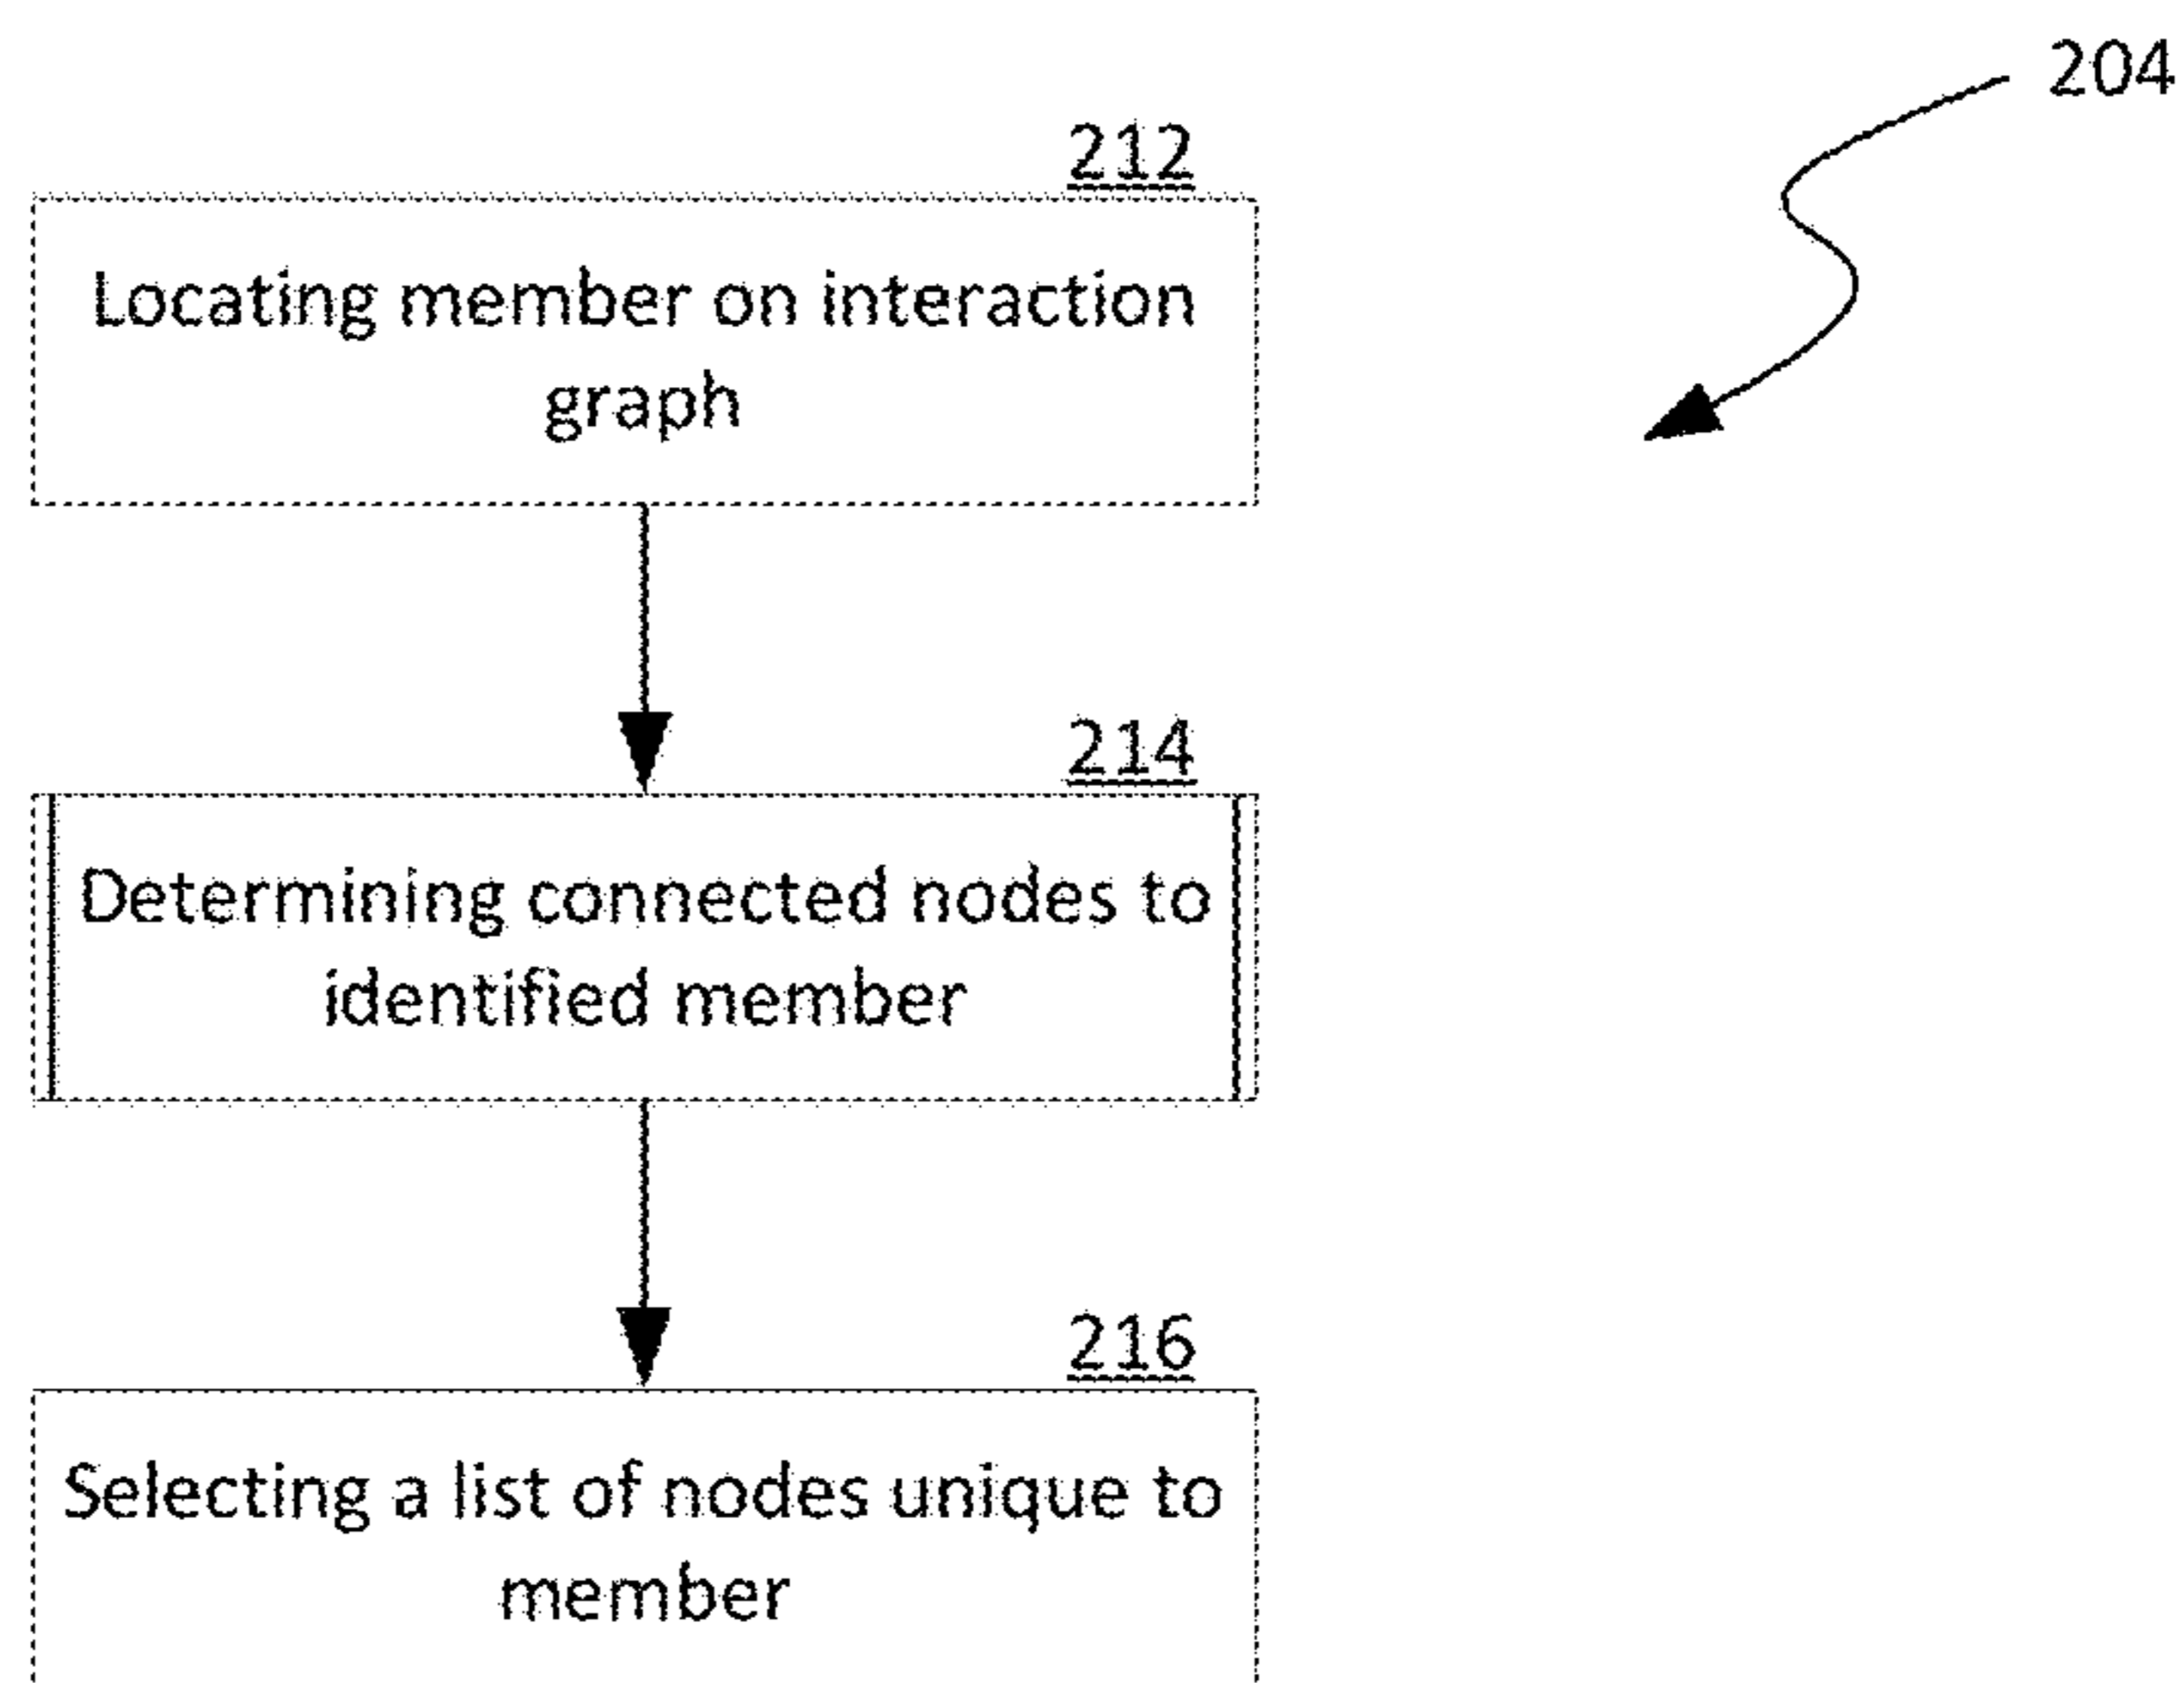 204
212
Locating member on interaction
graph
214
Determining connected nodes to
identified member
216
Selecting a list of nodes unique to
member